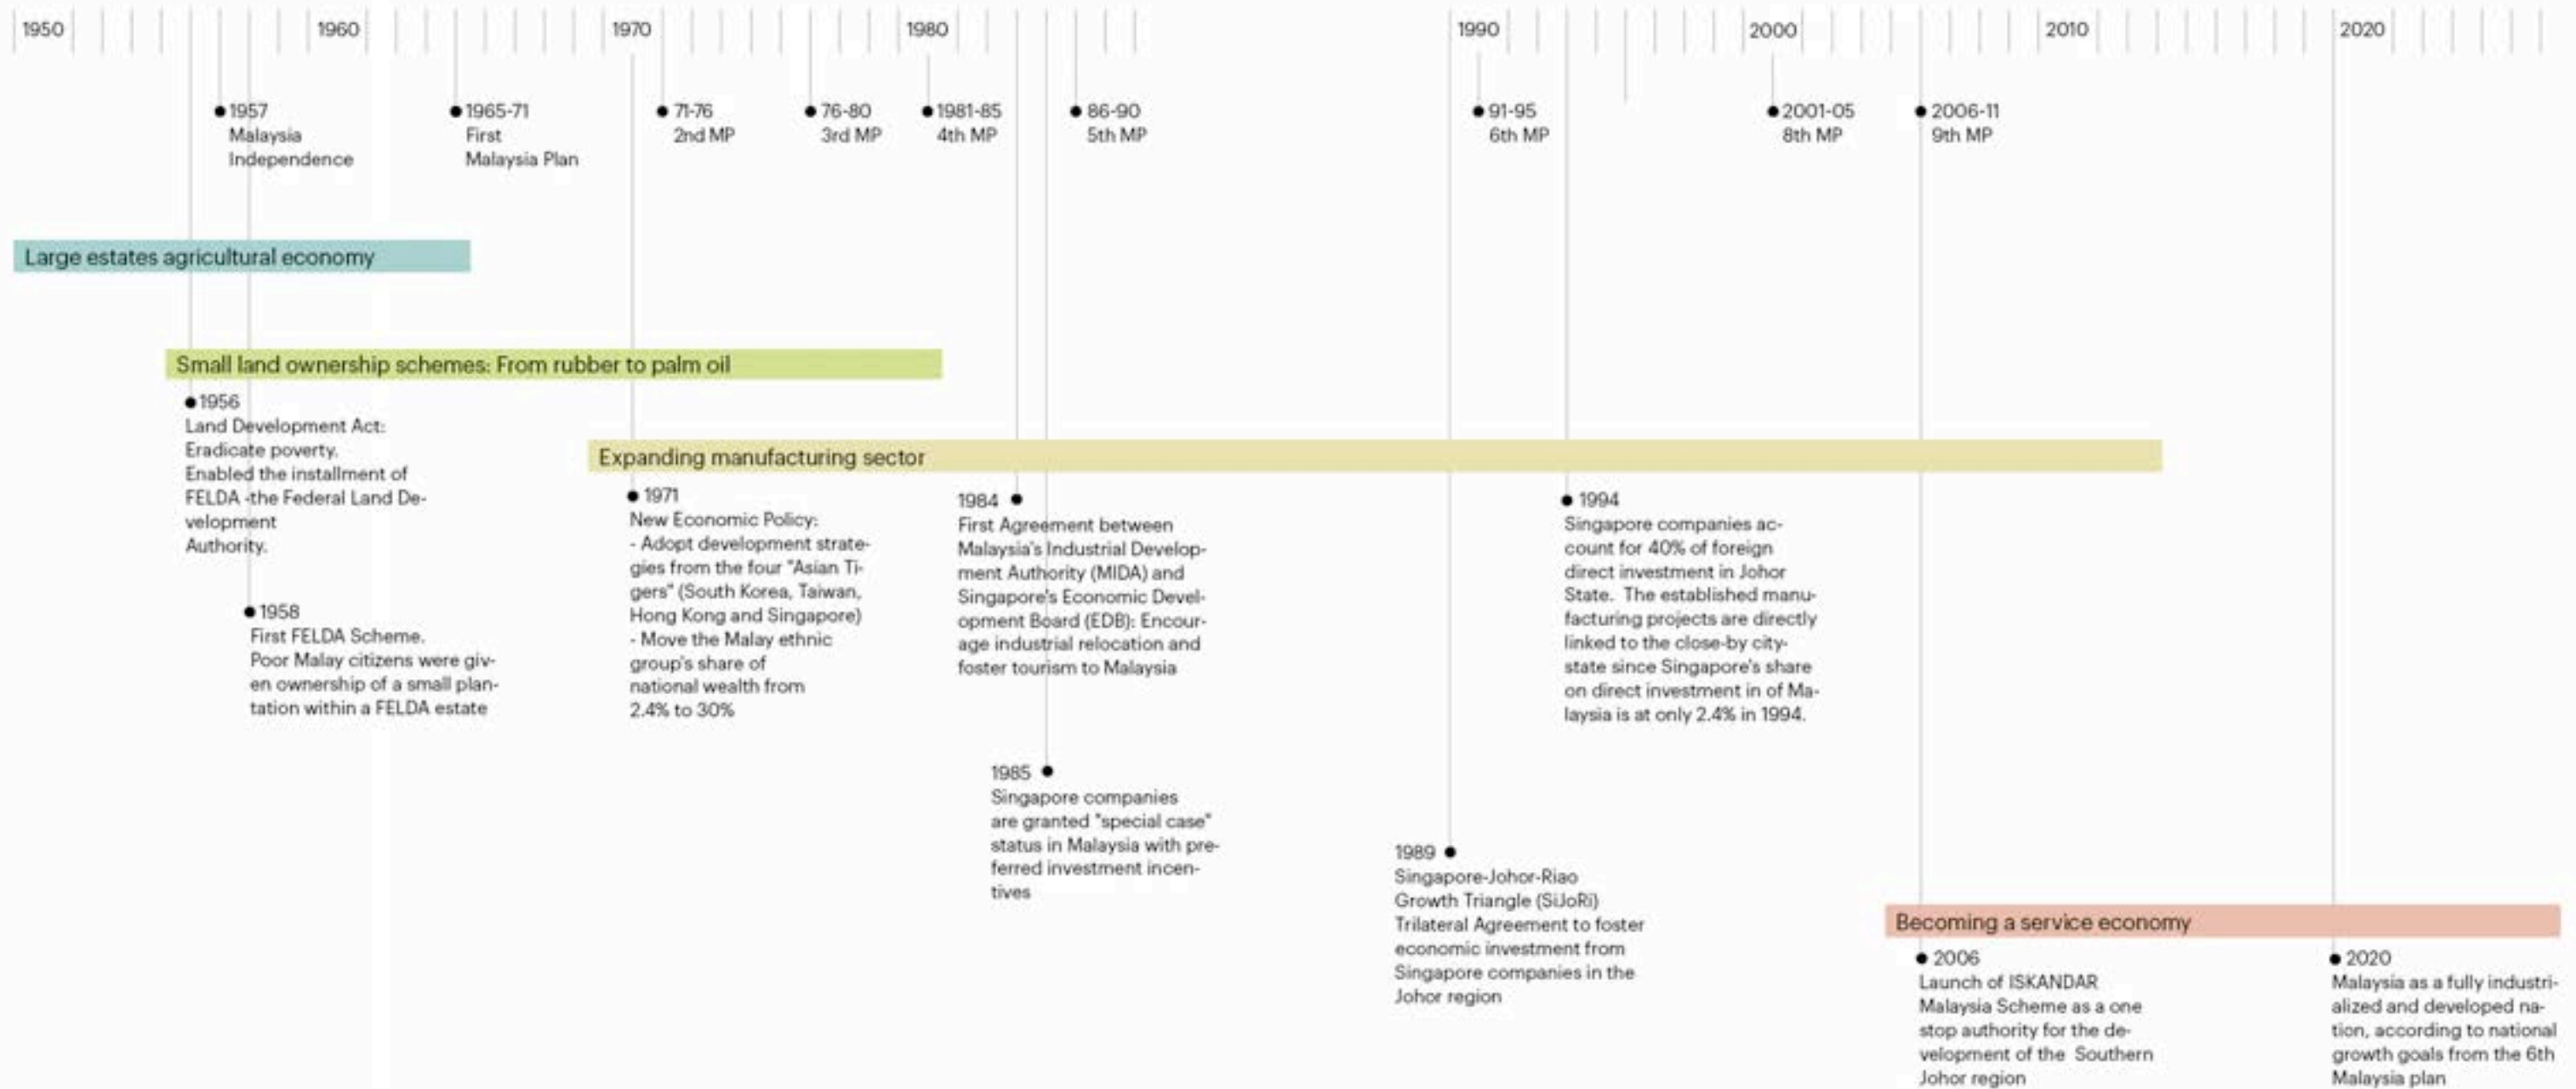 1950
1960
1970
1980
1990
2000
2010
2020
1957
Malaysia
Independence
1965-71
First
Malaysia Plan
71-76
2nd MP
76-80
3rd MP
1981-85
4th MP
86-90
5th MP
91-95
6th MP
2001-05
8th MP
2006-11
9th MP
Large estates agricultural economy
Small land ownership schemes: From rubber to palm oil
1956
Land Development Act:
Eradicate poverty.
Enabled the installment of
FELDA -the Federal Land De-
velopment
Authority.
1958
First FELDA Scheme.
Poor Malay citizens were giv-
en ownership of a small plan-
tation within a FELDA estate
Expanding manufacturing sector
1971
New Economic Policy:
- Adopt development strate-
gies from the four "Asian Ti-
gers" (South Korea, Taiwan,
Hong Kong and Singapore)
- Move the Malay ethnic
group's share of
national wealth from
2.4% to 30%
1984
First Agreement between
Malaysia's Industrial Develop-
ment Authority (MIDA) and
Singapore's Economic Devel-
opment Board (EDB): Encour-
age industrial relocation and
foster tourism to Malaysia
1985
Singapore companies
are granted "special case"
status in Malaysia with pre-
ferred investment incen-
tives
1994
Singapore companies ac-
count for 40% of foreign
direct investment in Johor
State. The established manu-
facturing projects are directly
linked to the close-by city-
state since Singapore's share
on direct investment in of Ma-
laysia is at only 2.4% in 1994.
1989
Singapore-Johor-Riao
Growth Triangle (SiJoRi)
Trilateral Agreement to foster
economic investment from
Singapore companies in the
Johor region
Becoming a service economy
2006
Launch of ISKANDAR
Malaysia Scheme as a one
stop authority for the de-
velopment of the Southern
Johor region
2020
Malaysia as a fully industri-
alized and developed na-
tion, according to national
growth goals from the 6th
Malaysia plan